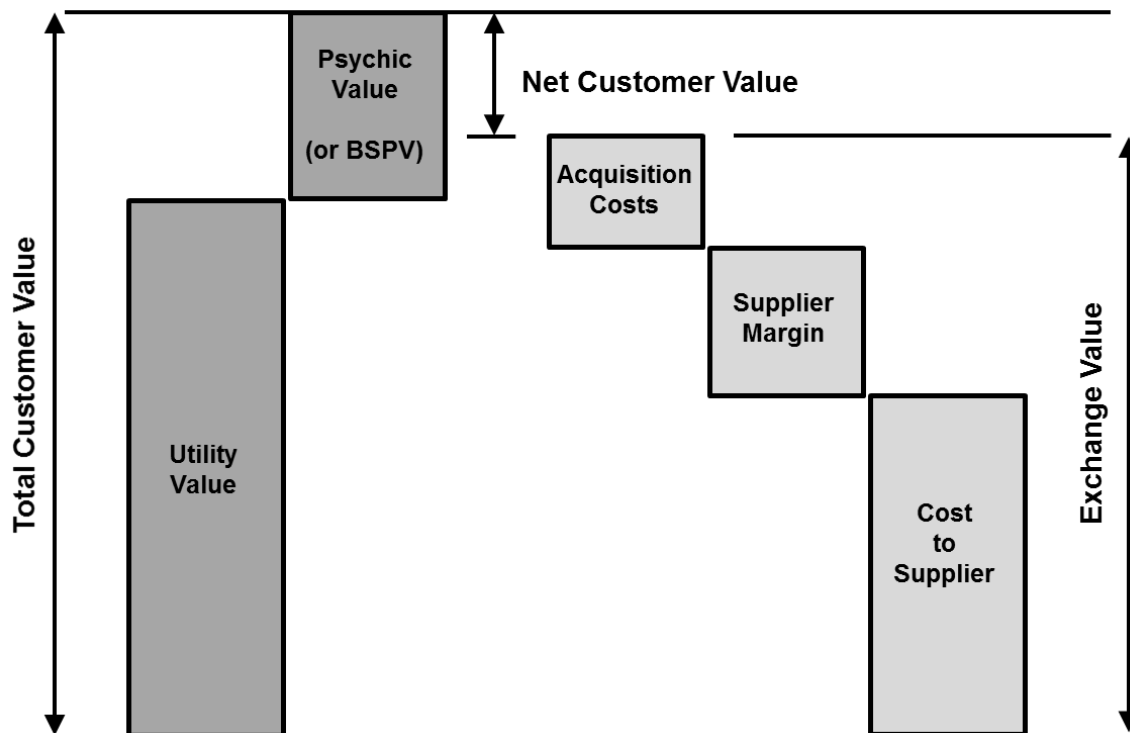 Total Customer Value
Psychic
Value
(or BSPV)
Net Customer Value
Utility
Value
Acquisition
Costs
Supplier
Margin
Cost
to
Supplier
Exchange Value